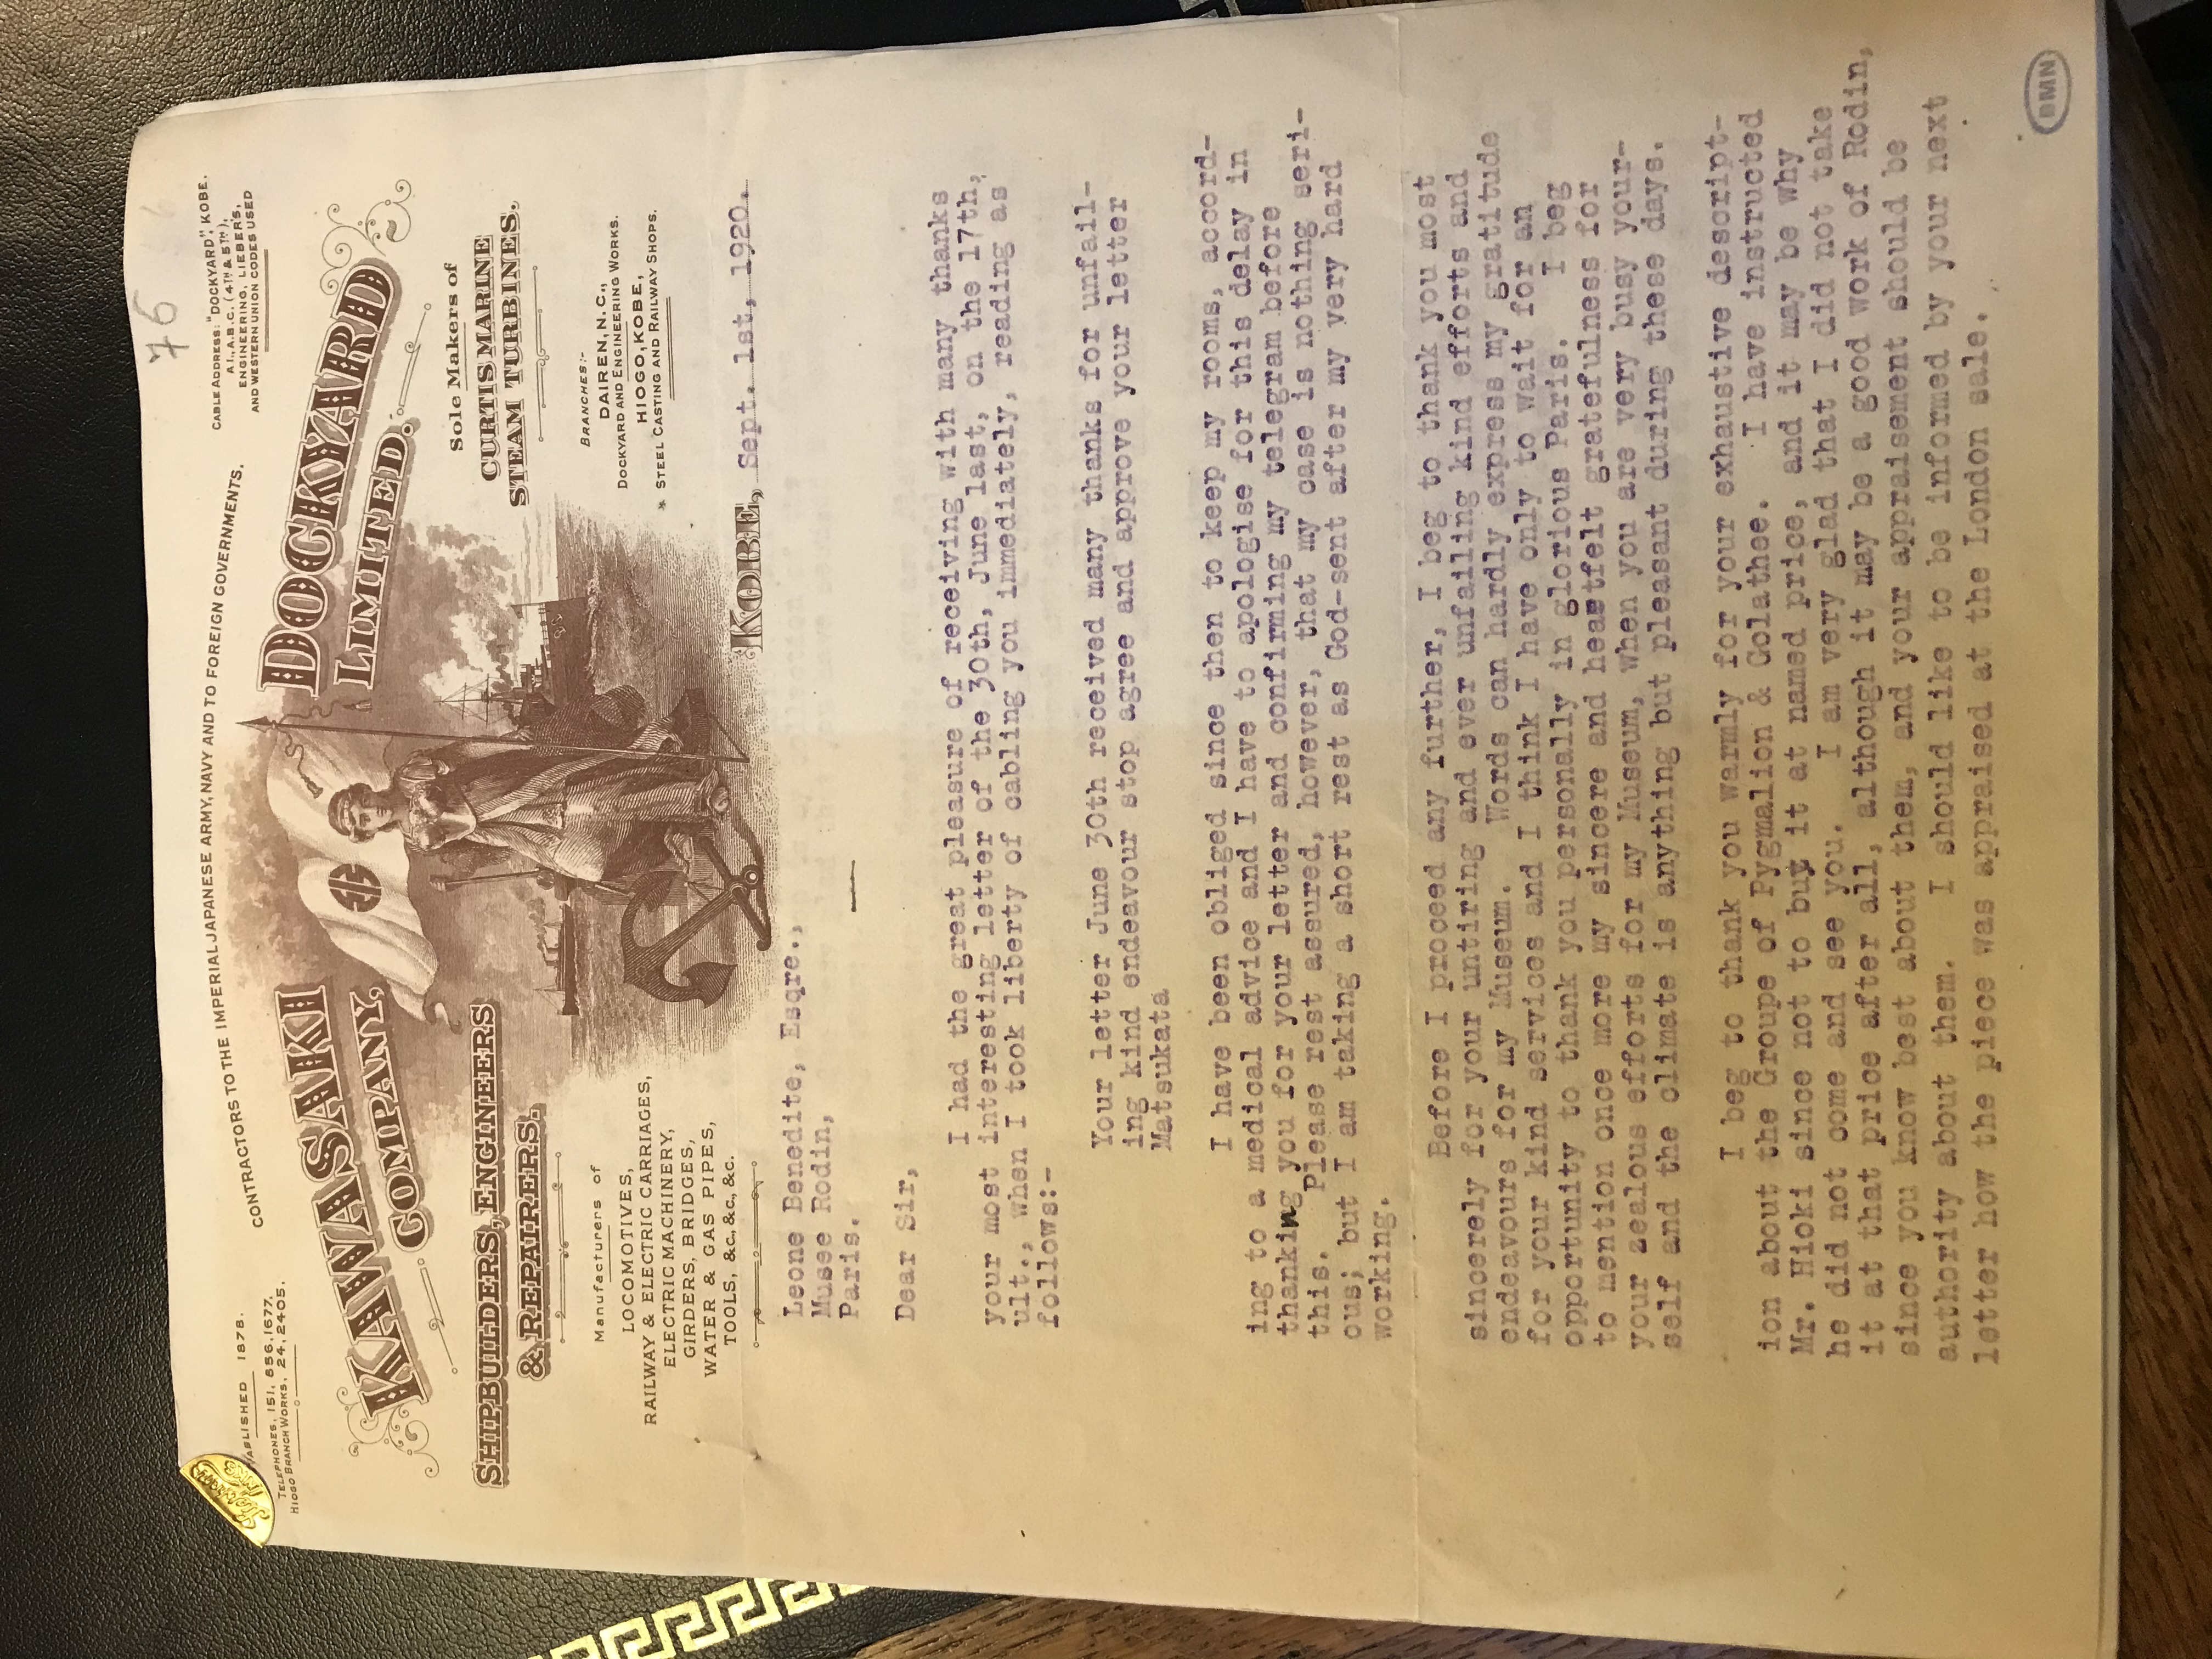 76
CONTRACTORS TO THE IMPERIAL JAPANESE ARMY, NAVY AND TO FOREIGN GOVERNMENTS.
ABLISHED 1878.
TELEPHONES, 151, 856, 1677.
HIOGO BRANCH WORKS, 24, 2405.
CABLE ADDRESS: "DOCKYARD", KOBE.
A.I., A.B.C. (4TH & 5TH),
ENGINEERING, LIEBER'S,
AND WESTERN UNION CODES USED
KAWASAKI DOCKYARD
COMPANY, LIMITED.
SHIPBUILDERS, ENGINEERS
& REPAIRERS.
Manufacturers of
LOCOMOTIVES,
RAILWAY & ELECTRIC CARRIAGES,
ELECTRIC MACHINERY,
GIRDERS, BRIDGES,
WATER & GAS PIPES,
TOOLS, &c., &c., &c.
Sole Makers of
CURTIS MARINE
STEAM TURBINES.
BRANCHES:-
DAIREN, N.C.,
DOCKYARD AND ENGINEERING WORKS.
HIOGO, KOBE,
STEEL CASTING AND RAILWAY SHOPS.
KOBE, Sept. 1st, 1920.
Leone Benedite, Esqre.,
Musee Rodin,
Paris.
Dear Sir,
I had the great pleasure of receiving with many thanks
your most interesting letter of the 30th, June last, on the 17th,
ult., when I took liberty of cabling you immediately, reading as
follows:-
Your letter June 30th received many thanks for unfail-
ing kind endeavour stop agree and approve your letter
Matsukata
I have been obliged since then to keep my rooms, accord-
ing to a medical advice and I have to apologise for this delay in
thanking you for your letter and confirming my telegram before
this. Please rest assured, however, that my case is nothing seri-
ous; but I am taking a short rest as God-sent after my very hard
working.
Before I proceed any further, I beg to thank you most
sincerely for your untiring and ever unfailing kind efforts and
endeavours for my Museum. Words can hardly express my gratitude
for your kind services and I think I have only to wait for an
opportunity to thank you personally in glorious Paris. I beg
to mention once more my sincere and heartfelt gratefulness for
your zealous efforts for my Museum, when you are very busy your-
self and the climate is anything but pleasant during these days.
I beg to thank you warmly for your exhaustive descript-
ion about the Groupe of Pygmalion & Golathee. I have instructed
Mr. Hioki since not to buy it at named price, and it may be why
he did not come and see you. I am very glad that I did not take
it at that price after all, although it may be a good work of Rodin,
since you know best about them, and your appraisement should be
authority about them. I should like to be informed by your next
letter how the piece was appraised at the London sale.
BMN